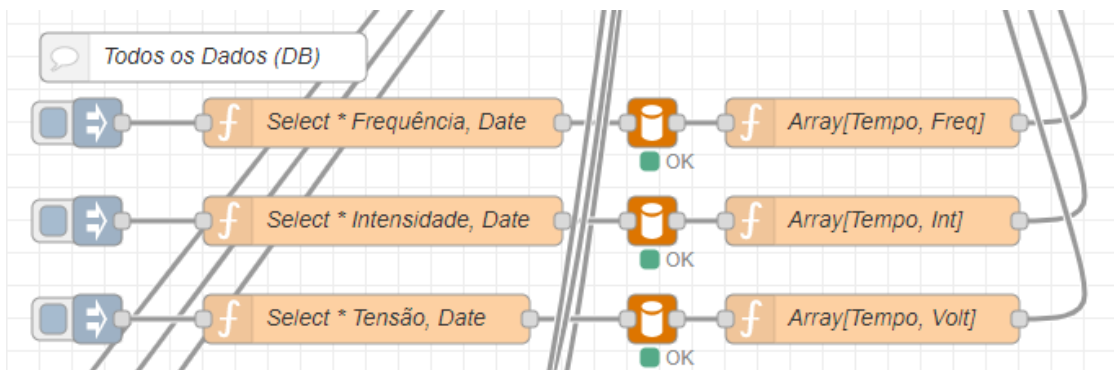 Todos os Dados (DB)
Select * Frequência, Date
Array[Tempo, Freq]
OK
Select * Intensidade, Date
Array[Tempo, Int]
OK
Select * Tensão, Date
Array[Tempo, Volt]
OK